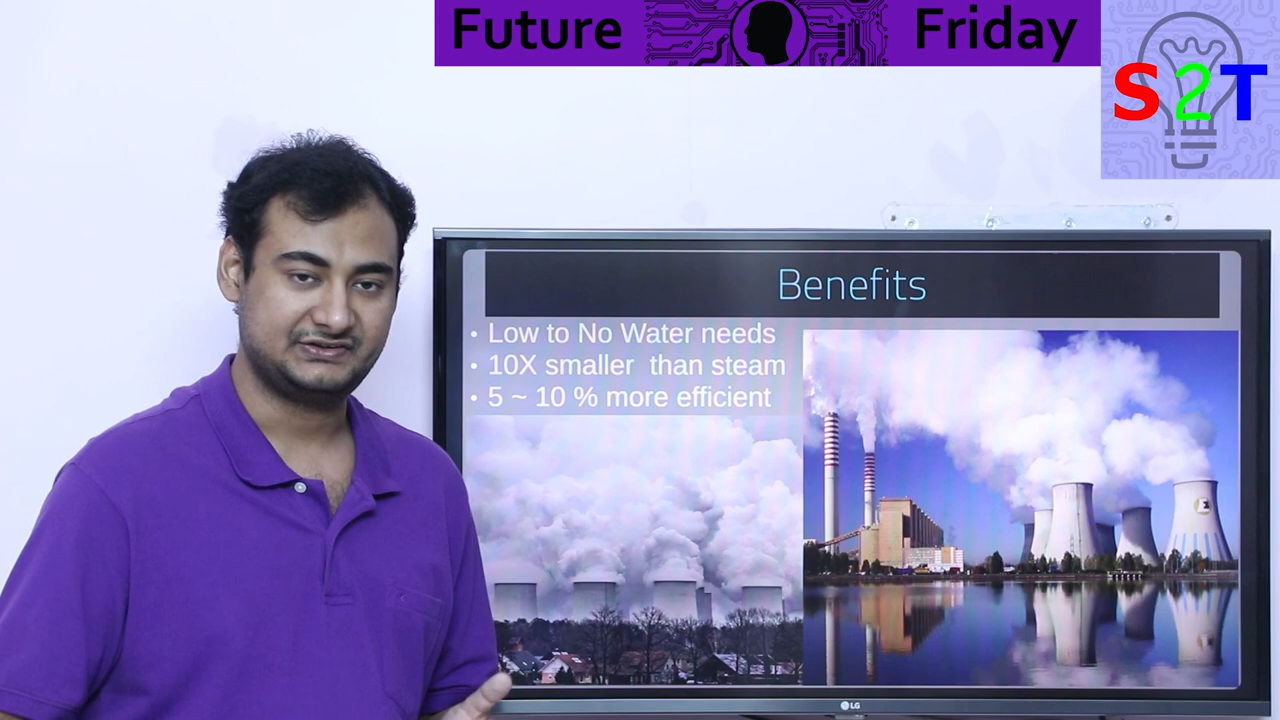 Future Friday
S2T
Benefits
• Low to No Water needs
• 10X smaller  than steam
• 5 ~ 10 % more efficient
LG